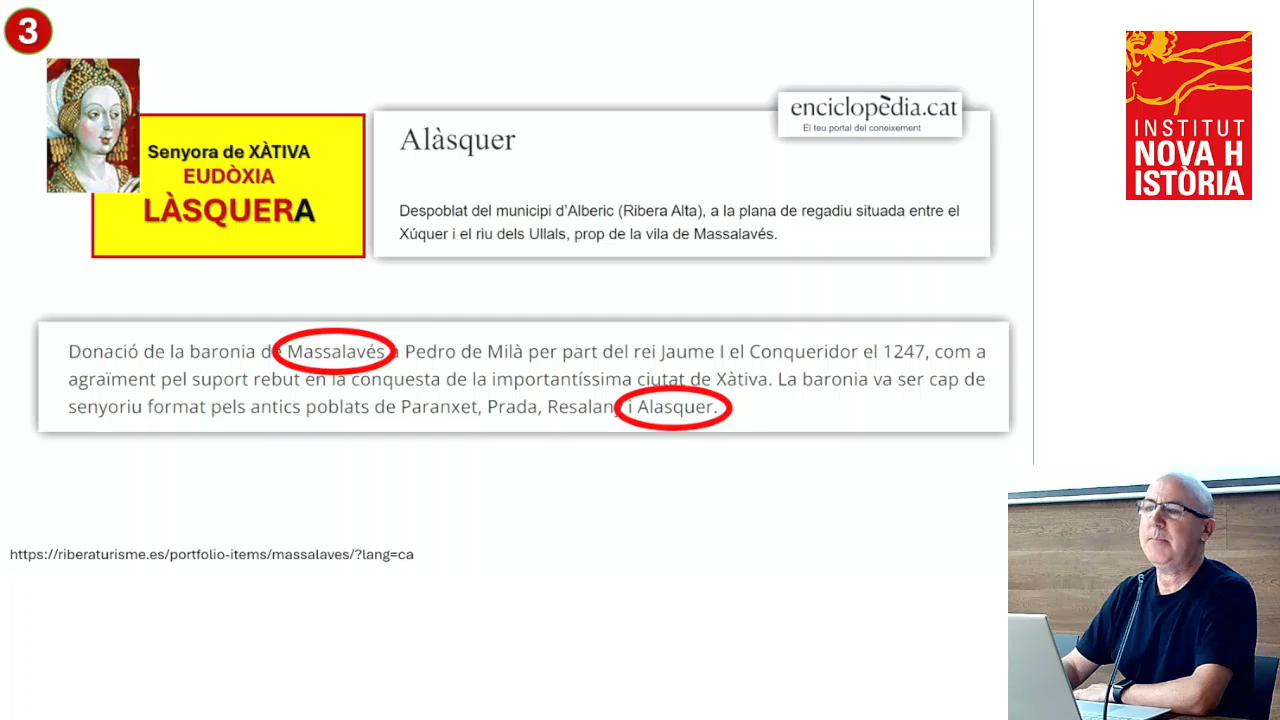 3
Senyora de XÀTIVA
EUDÒXIA
LÀSQUERA
enciclopèdia.cat
El teu portal del coneixement
Alàsquer
Despoblat del municipi d'Alberic (Ribera Alta), a la plana de regadiu situada entre el
Xúquer i el riu dels Ullals, prop de la vila de Massalavés.
Donació de la baronia de Massalavés a Pedro de Milà per part del rei Jaume I el Conqueridor el 1247, com a
agraïment pel suport rebut en la conquesta de la importantíssima ciutat de Xàtiva. La baronia va ser cap de
senyoriu format pels antics poblats de Paranxet, Prada, Resalany i Alasquer.
https://riberaturisme.es/portfolio-items/massalaves/?lang=ca
INSTITUT
NOVA H
ISTÒRIA